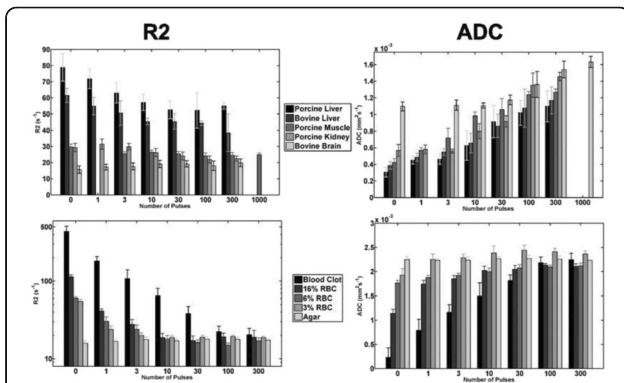 R2
ADC
x 10⁻³
90
80
70
60
50
40
30
20
10
0
R2 (s⁻¹)
0 1 3 10 30 100 300 1000
Number of Pulses
Porcine Liver
Bovine Liver
Porcine Muscle
Porcine Kidney
Bovine Brain
1.6
1.4
1.2
1
0.8
0.6
0.4
0.2
0
ADC (mm²s⁻¹)
0 1 3 10 30 100 300 1000
Number of Pulses
500
100
10
R2 (s⁻¹)
0 1 3 10 30 100 300
Number of Pulses
Blood Clot
16% RBC
6% RBC
3% RBC
Agar
x 10⁻³
2.5
2
1.5
1
0.5
0
ADC (mm²s⁻¹)
0 1 3 10 30 100 300
Number of Pulses